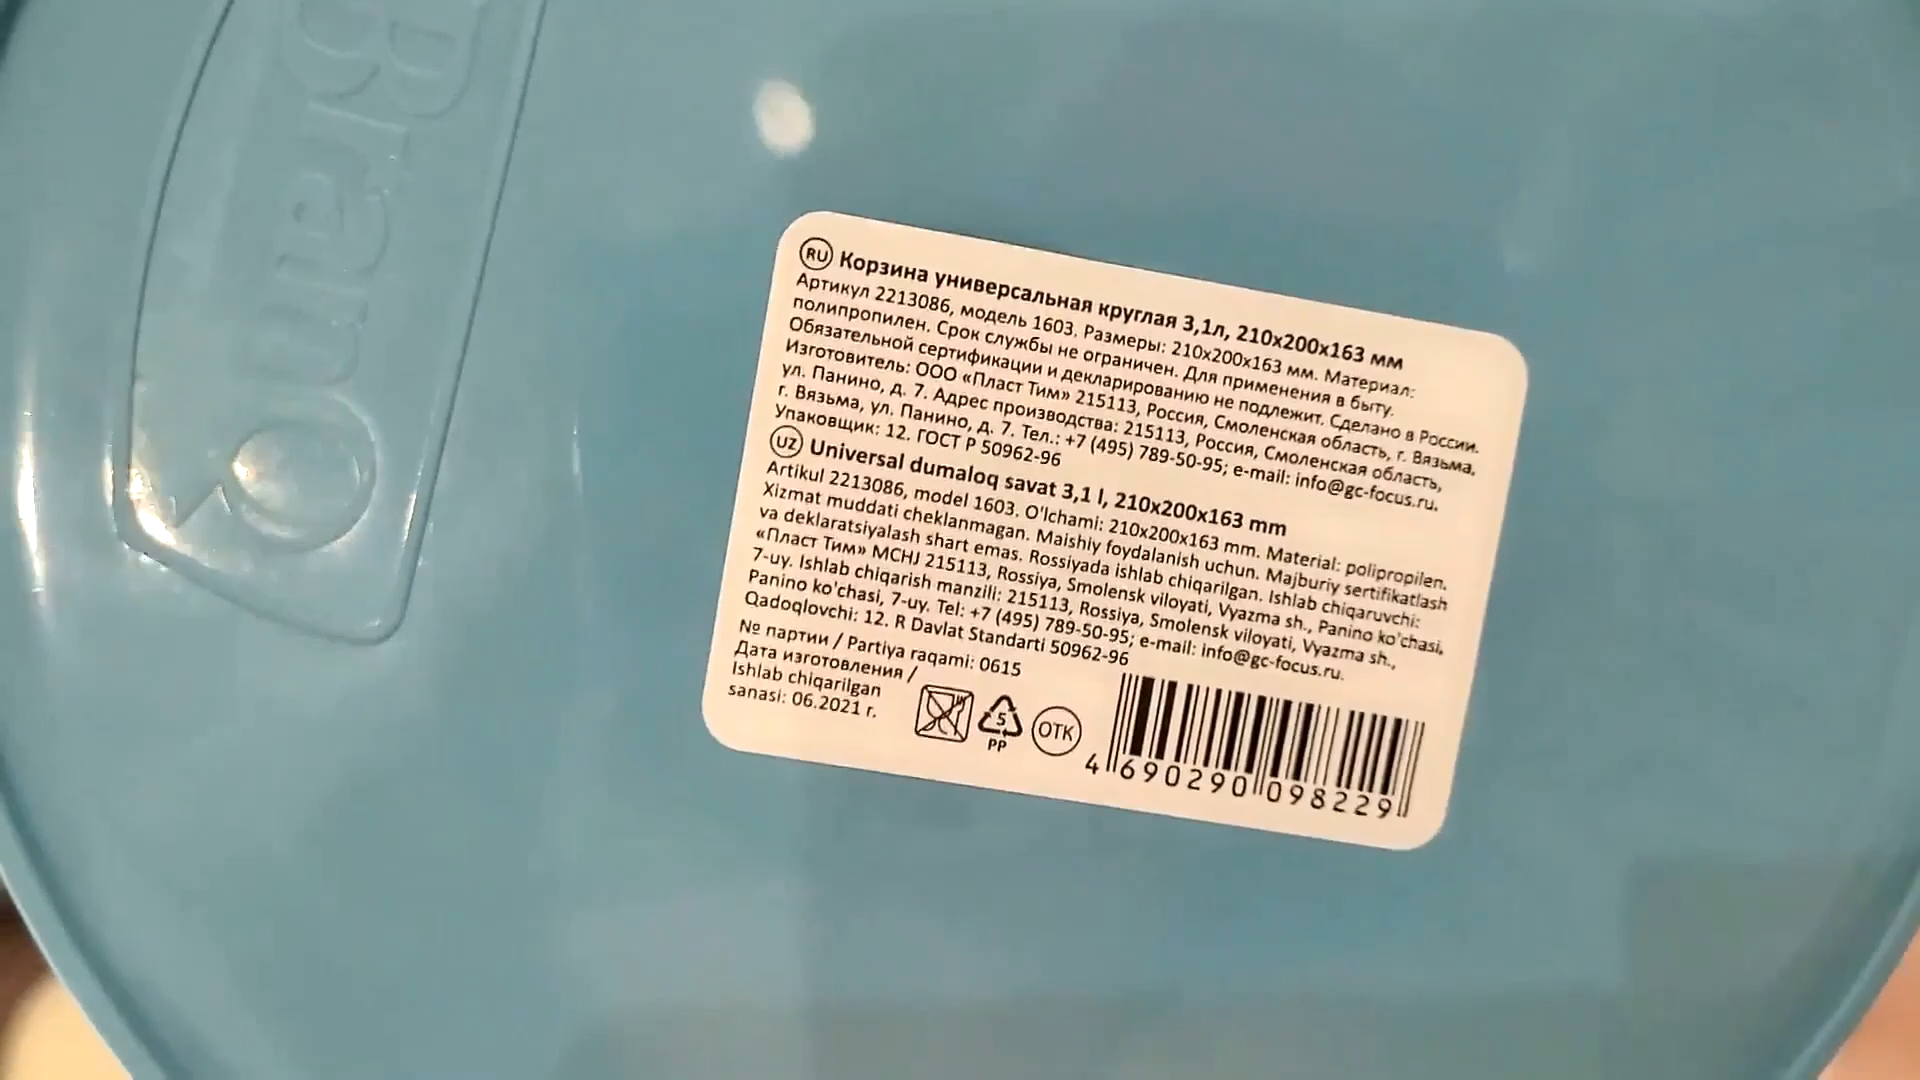 BranQ
RU Корзина универсальная круглая 3,1л, 210х200х163 мм
Артикул 2213086, модель 1603. Размеры: 210х200х163 мм. Материал:
полипропилен. Срок службы не ограничен. Для применения в быту.
Обязательной сертификации и декларированию не подлежит. Сделано в России.
Изготовитель: ООО «Пласт Тим» 215113, Россия, Смоленская область, г. Вязьма,
ул. Панино, д. 7. Адрес производства: 215113, Россия, Смоленская область,
г. Вязьма, ул. Панино, д. 7. Тел.: +7 (495) 789-50-95; e-mail: info@gc-focus.ru.
Упаковщик: 12. ГОСТ Р 50962-96
UZ Universal dumaloq savat 3,1 l, 210x200x163 mm
Artikul 2213086, model 1603. O'lchami: 210x200x163 mm. Material: polipropilen.
Xizmat muddati cheklanmagan. Maishiy foydalanish uchun. Majburiy sertifikatlash
va deklaratsiyalash shart emas. Rossiyada ishlab chiqarilgan. Ishlab chiqaruvchi:
«Пласт Тим» MCHJ 215113, Rossiya, Smolensk viloyati, Vyazma sh., Panino ko'chasi,
7-uy. Ishlab chiqarish manzili: 215113, Rossiya, Smolensk viloyati, Vyazma sh.,
Panino ko'chasi, 7-uy. Tel: +7 (495) 789-50-95; e-mail: info@gc-focus.ru.
Qadoqlovchi: 12. R Davlat Standarti 50962-96
№ партии / Partiya raqami: 0615
Дата изготовления /
Ishlab chiqarilgan
sanasi: 06.2021 г.
5
PP
ОТК
4 690290 098229